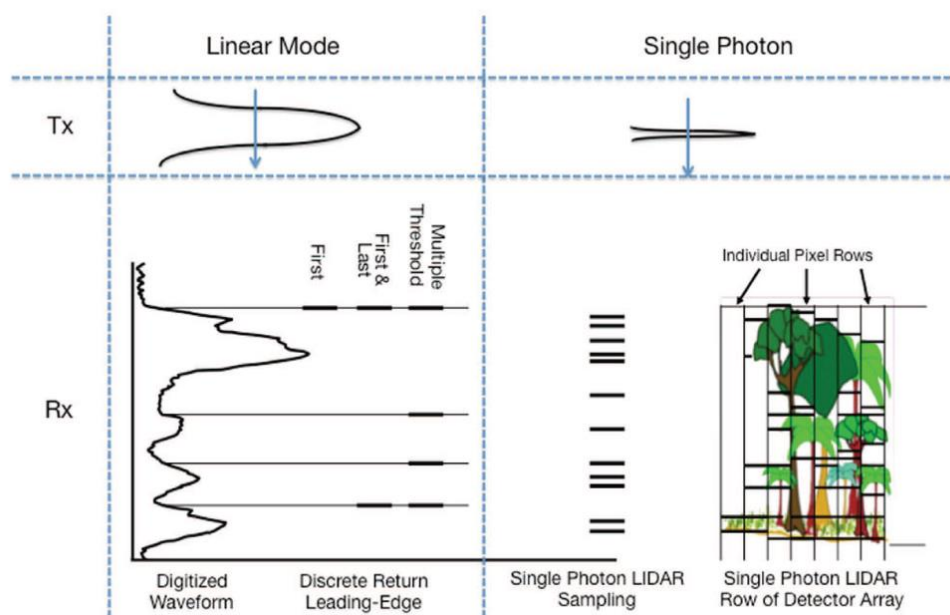 Linear Mode
Single Photon
Tx
First
First &
Last
Multiple
Threshold
Individual Pixel Rows
Rx
Digitized
Waveform
Discrete Return
Leading-Edge
Single Photon LIDAR
Sampling
Single Photon LIDAR
Row of Detector Array